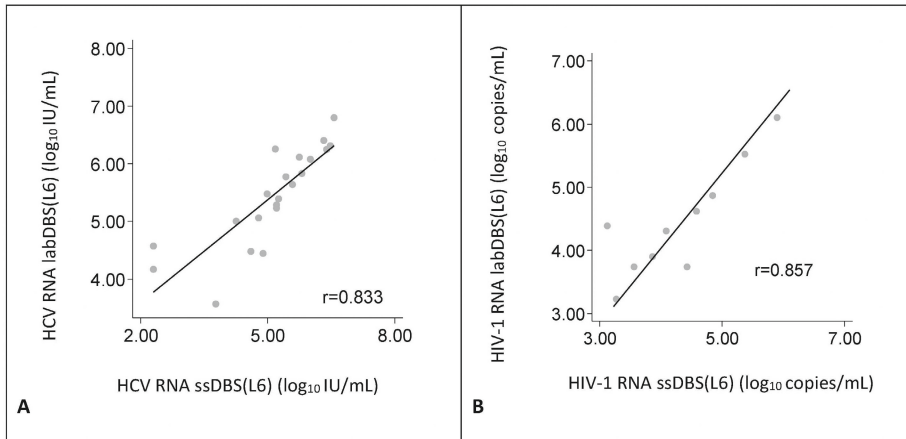 8.00
7.00
6.00
5.00
4.00
HCV RNA labDBS(L6) (log₁₀ IU/mL)
r=0.833
2.00 5.00 8.00
HCV RNA ssDBS(L6) (log₁₀ IU/mL)
A
7.00
6.00
5.00
4.00
3.00
HIV-1 RNA labDBS(L6) (log₁₀ copies/mL)
r=0.857
3.00 5.00 7.00
HIV-1 RNA ssDBS(L6) (log₁₀ copies/mL)
B